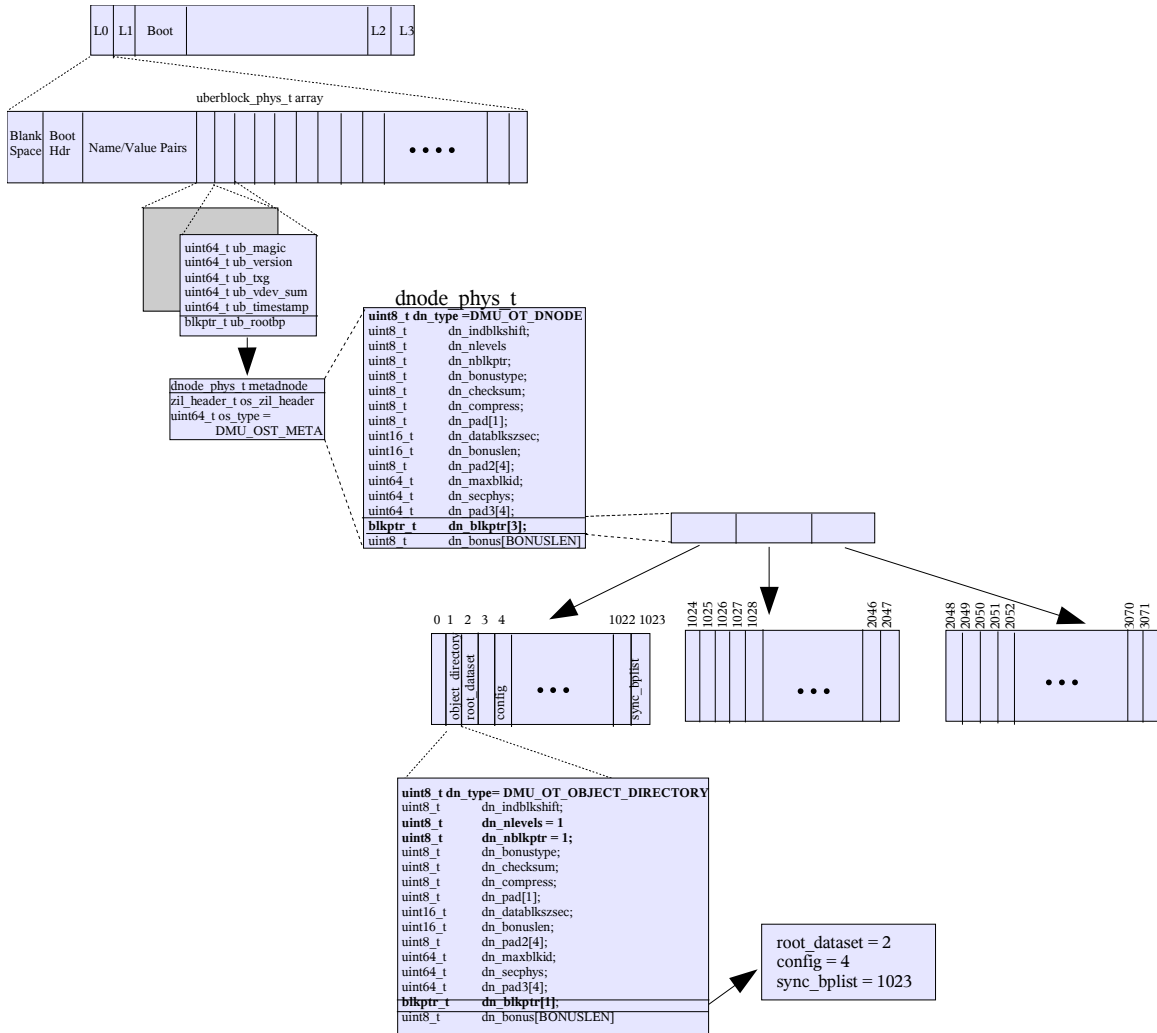 L0 L1 Boot L2 L3
uberblock_phys_t array
Blank Space
Boot Hdr
Name/Value Pairs
● ● ● ●
uint64_t ub_magic
uint64_t ub_version
uint64_t ub_txg
uint64_t ub_vdev_sum
uint64_t ub_timestamp
blkptr_t ub_rootbp
dnode_phys_t metadnode
zil_header_t os_zil_header
uint64_t os_type =
DMU_OST_META
dnode_phys_t
uint8_t dn_type =DMU_OT_DNODE
uint8_t dn_indblkshift;
uint8_t dn_nlevels
uint8_t dn_nblkptr;
uint8_t dn_bonustype;
uint8_t dn_checksum;
uint8_t dn_compress;
uint8_t dn_pad[1];
uint16_t dn_datablkszsec;
uint16_t dn_bonuslen;
uint8_t dn_pad2[4];
uint64_t dn_maxblkid;
uint64_t dn_secphys;
uint64_t dn_pad3[4];
blkptr_t dn_blkptr[3];
uint8_t dn_bonus[BONUSLEN]
0 1 2 3 4 1022 1023
object directory
root_dataset
config
● ● ●
sync_bplist
1024 1025 1026 1027 1028 2046 2047
● ● ●
2048 2049 2050 2051 2052 3070 3071
● ● ●
uint8_t dn_type= DMU_OT_OBJECT_DIRECTORY
uint8_t dn_indblkshift;
uint8_t dn_nlevels = 1
uint8_t dn_nblkptr = 1;
uint8_t dn_bonustype;
uint8_t dn_checksum;
uint8_t dn_compress;
uint8_t dn_pad[1];
uint16_t dn_datablkszsec;
uint16_t dn_bonuslen;
uint8_t dn_pad2[4];
uint64_t dn_maxblkid;
uint64_t dn_secphys;
uint64_t dn_pad3[4];
blkptr_t dn_blkptr[1];
uint8_t dn_bonus[BONUSLEN]
root_dataset = 2
config = 4
sync_bplist = 1023